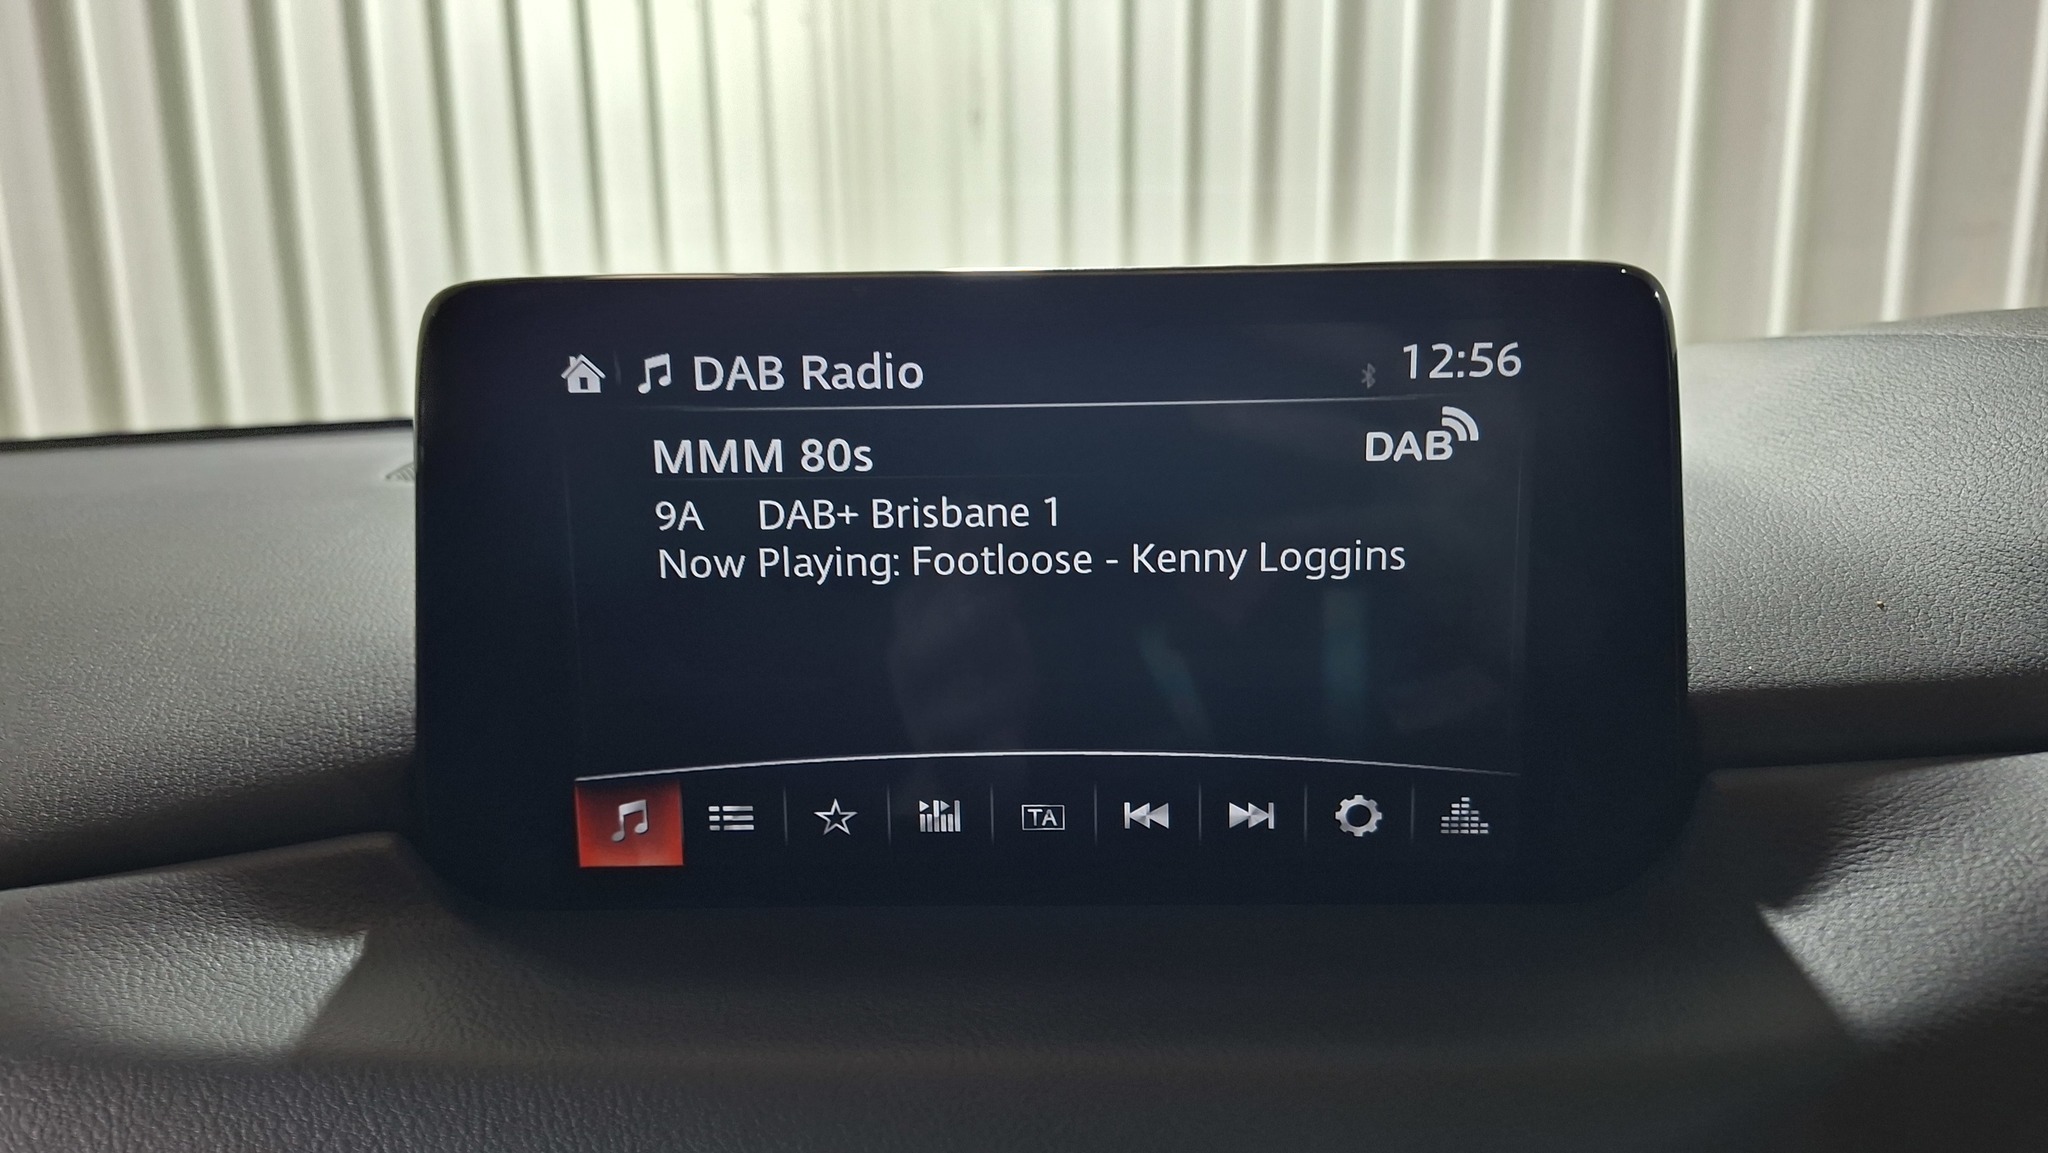 DAB Radio 12:56
MMM 80s DAB
9A DAB+ Brisbane 1
Now Playing: Footloose - Kenny Loggins
TA